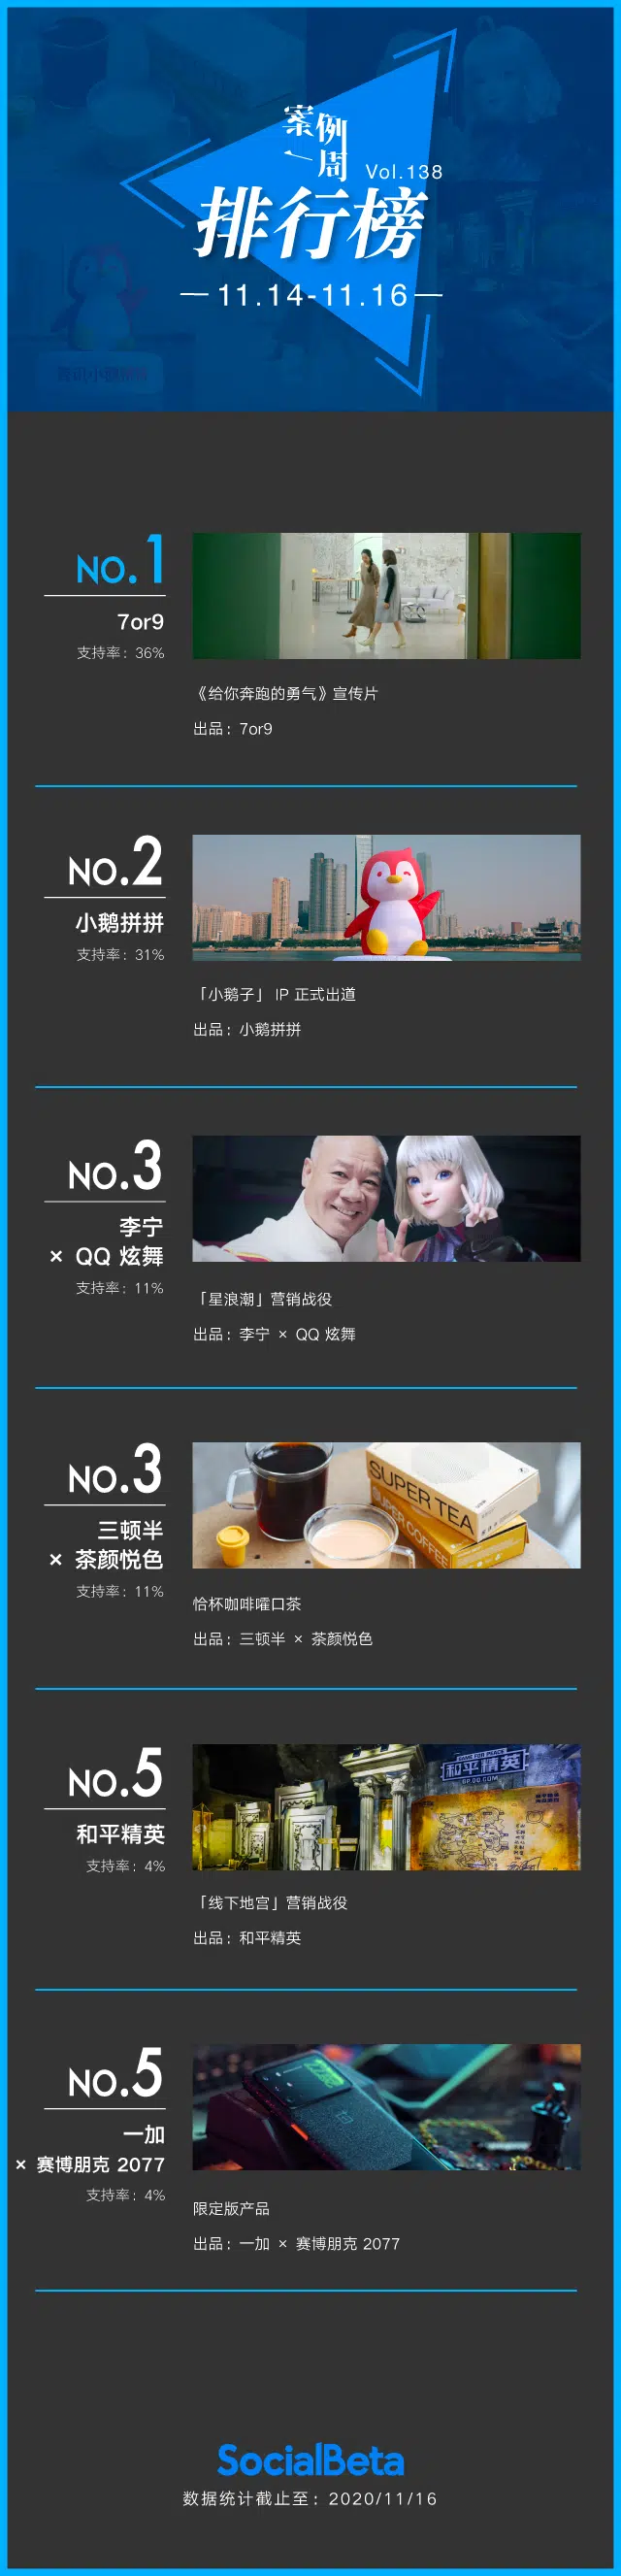 案例
一周
Vol.138
排行榜
11.14-11.16
NO.1
7or9
支持率：36%
《给你奔跑的勇气》宣传片
出品：7or9
NO.2
小鹅拼拼
支持率：31%
「小鹅子」 IP 正式出道
出品：小鹅拼拼
NO.3
李宁
× QQ 炫舞
支持率：11%
「星浪潮」营销战役
出品：李宁 × QQ 炫舞
NO.3
三顿半
× 茶颜悦色
支持率：11%
SUPER TEA
SUPER COFFEE
恰杯咖啡嚯口茶
出品：三顿半 × 茶颜悦色
NO.5
和平精英
支持率：4%
GAME FOR PEACE
和平精英
GP.QQ.COM
「线下地宫」营销战役
出品：和平精英
NO.5
一加
× 赛博朋克 2077
支持率：4%
限定版产品
出品：一加 × 赛博朋克 2077
SocialBeta
数据统计截止至：2020/11/16